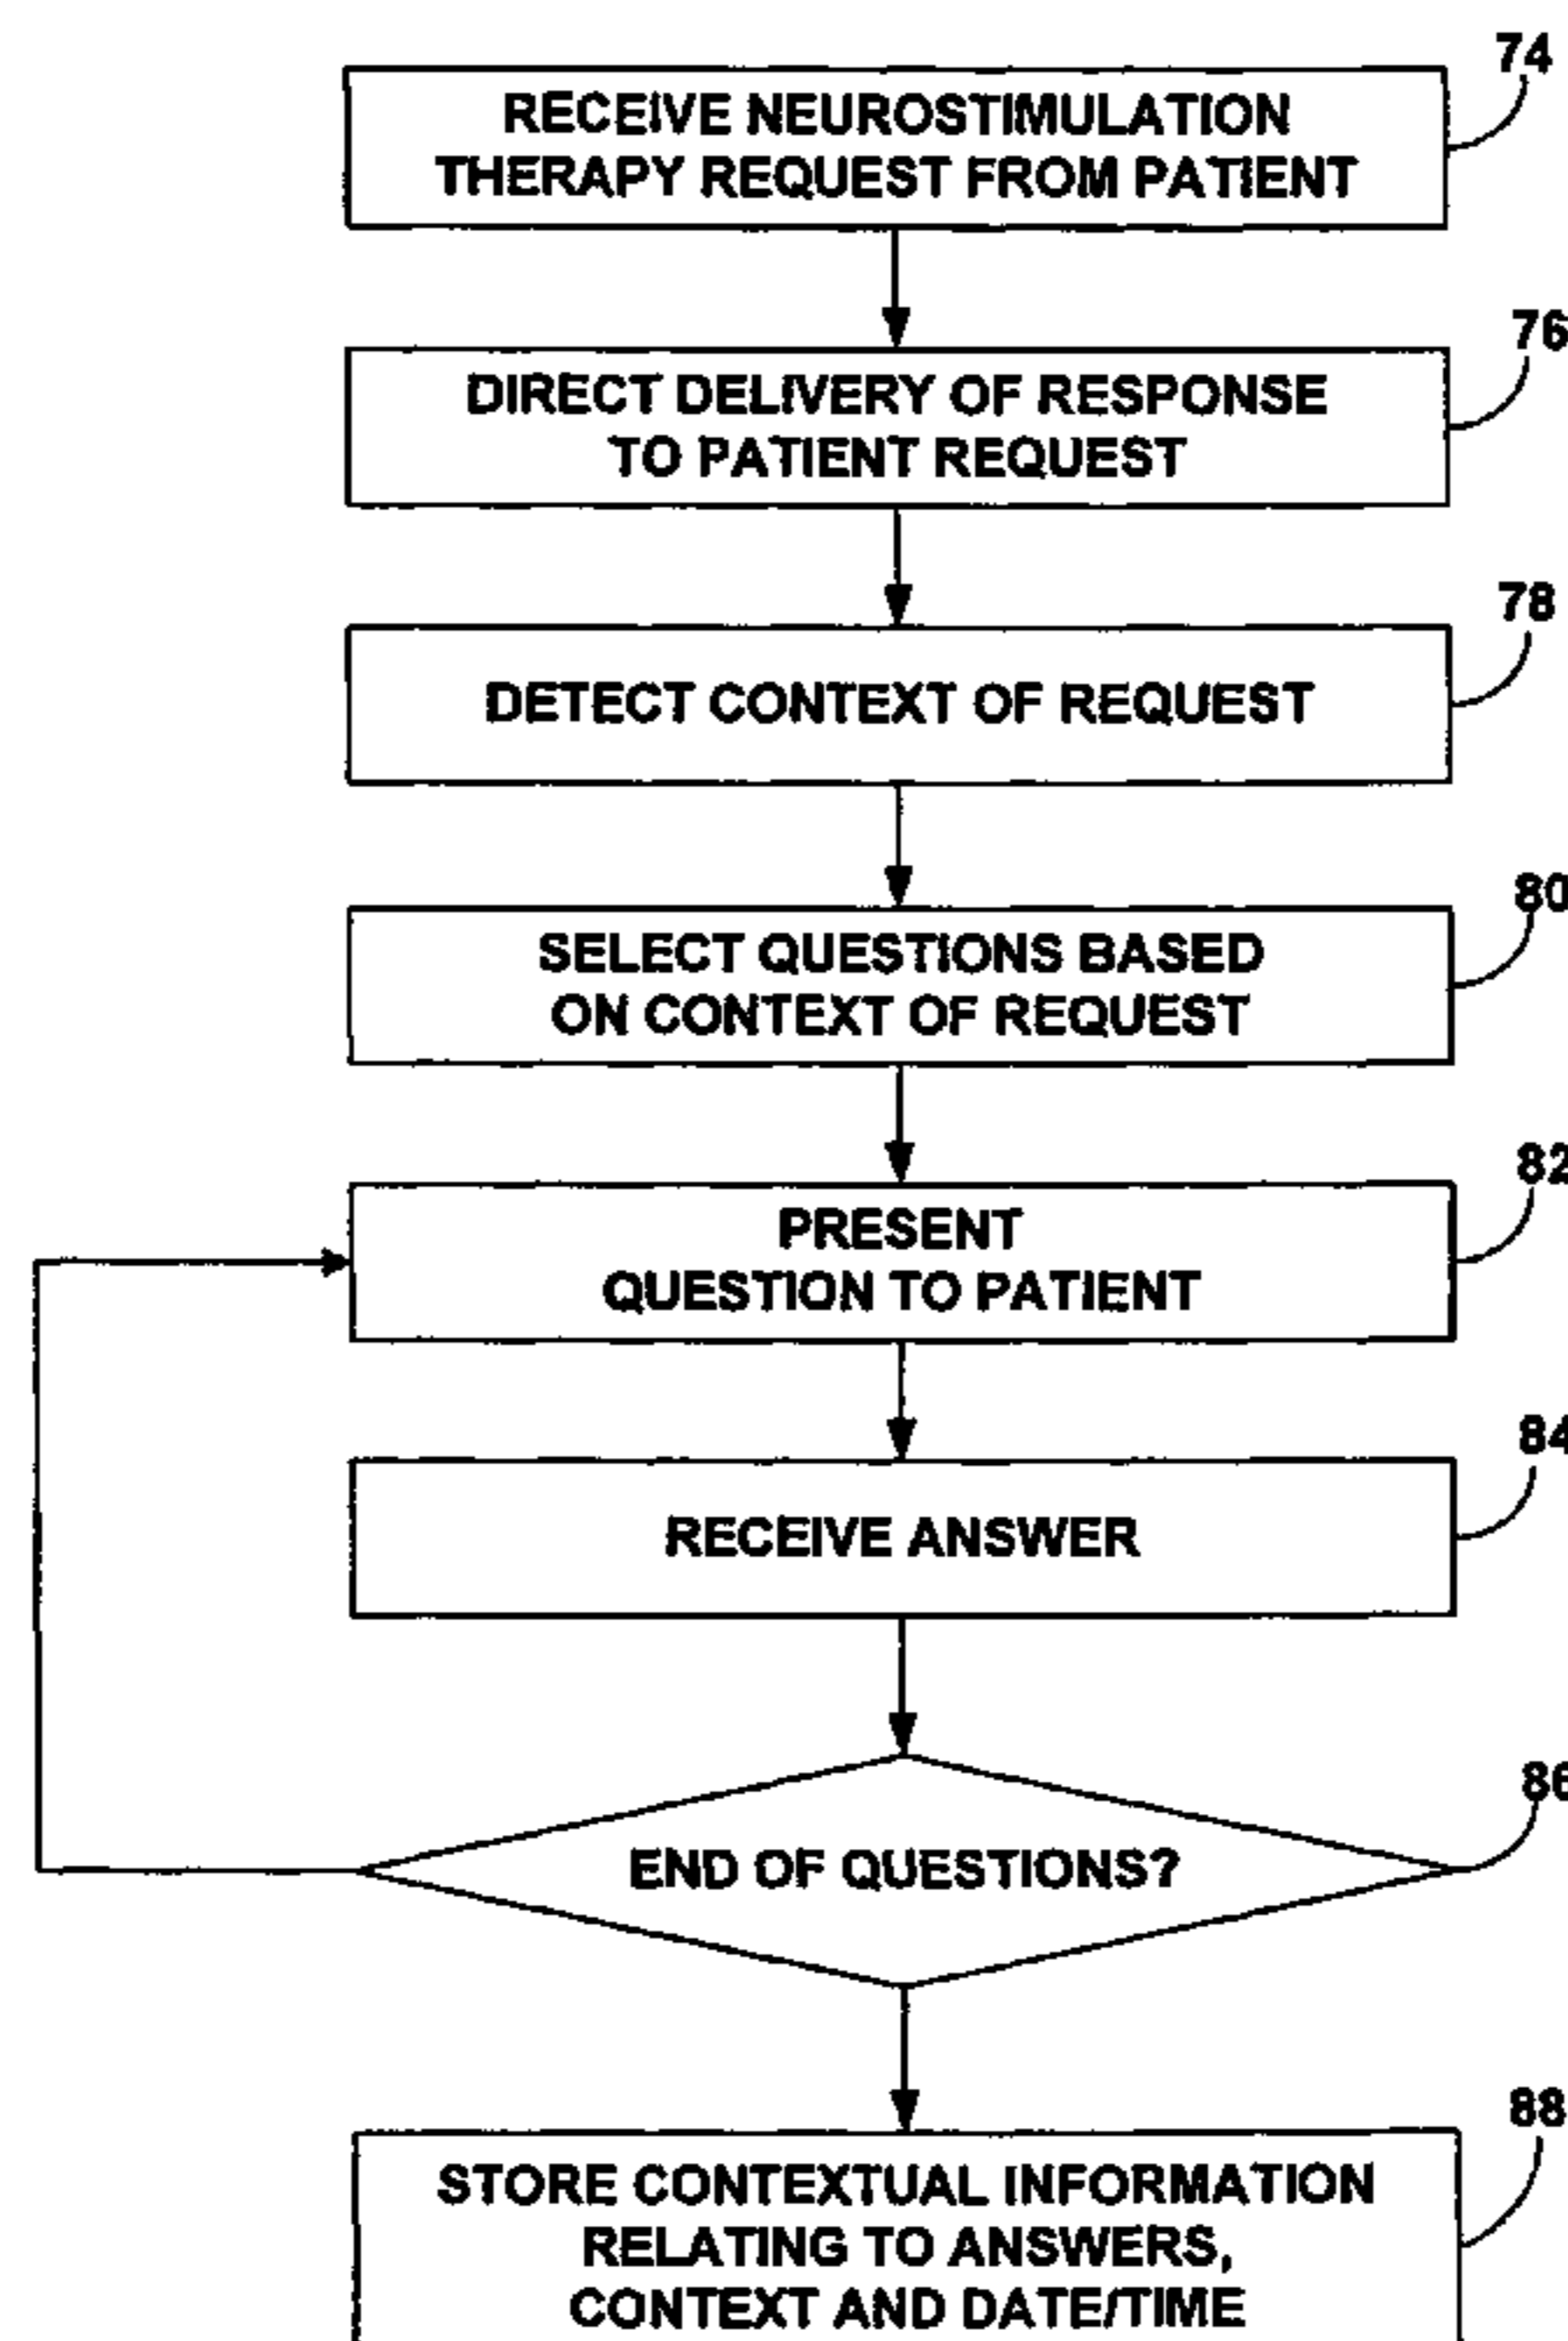 74
RECEIVE NEUROSTIMULATION
THERAPY REQUEST FROM PATIENT
76
DIRECT DELIVERY OF RESPONSE
TO PATIENT REQUEST
78
DETECT CONTEXT OF REQUEST
80
SELECT QUESTIONS BASED
ON CONTEXT OF REQUEST
82
PRESENT
QUESTION TO PATIENT
84
RECEIVE ANSWER
86
END OF QUESTIONS?
88
STORE CONTEXTUAL INFORMATION
RELATING TO ANSWERS,
CONTEXT AND DATE/TIME